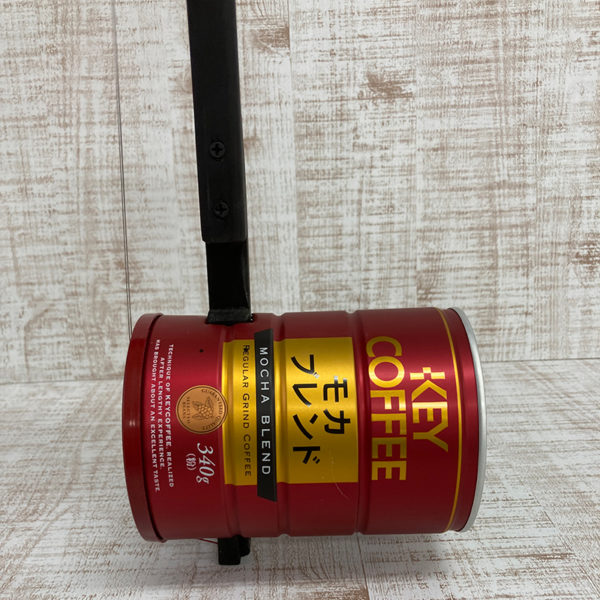 KEY
COFFEE
モカ
ブレンド
MOCHA BLEND
REGULAR GRIND COFFEE
340g
(粉)
TECHNIQUE OF KEYCOFFEE, REALIZED
AFTER LENGTHY EXPERIENCE,
HAS BROUGHT ABOUT AN EXCELLENT TASTE.